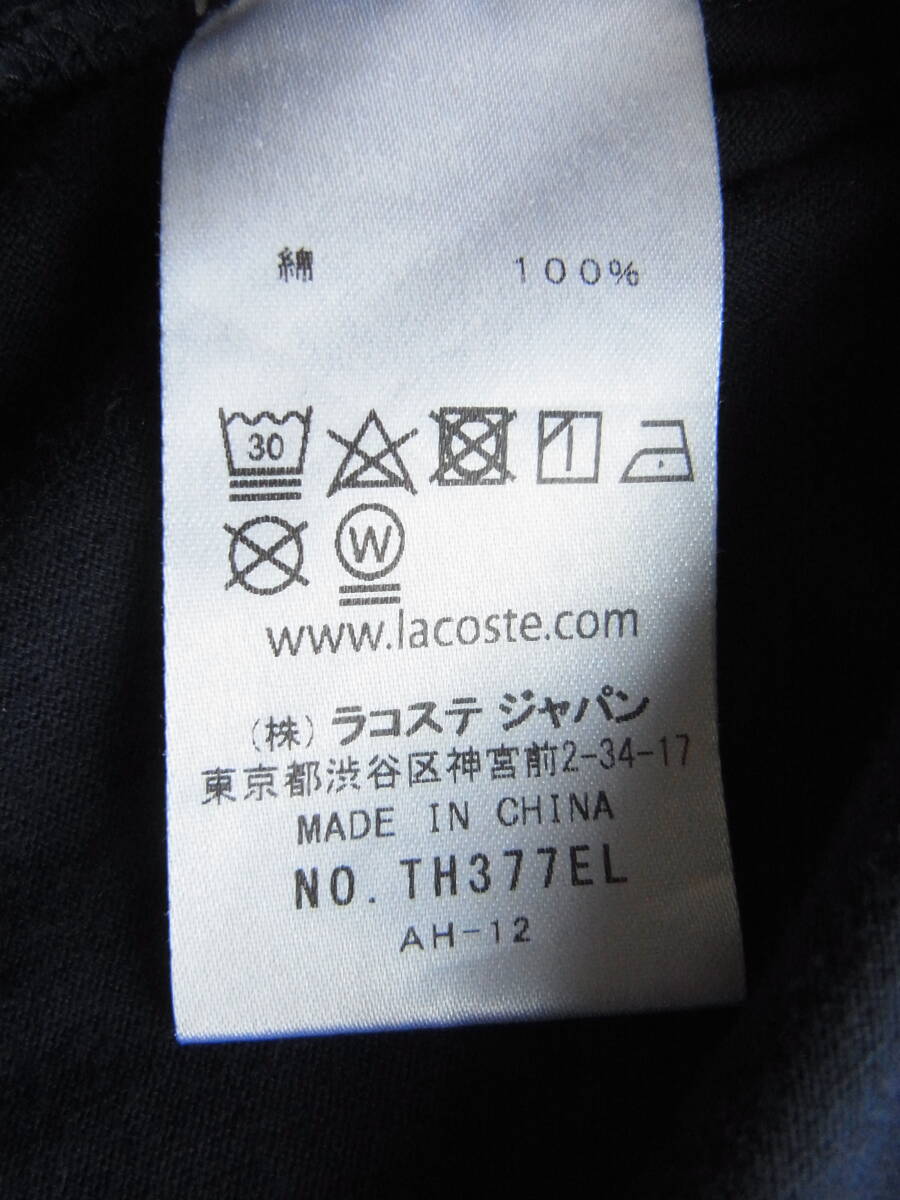 綿 100%
30
W
www.lacoste.com
(株) ラコステ ジャパン
東京都渋谷区神宮前2-34-17
MADE IN CHINA
NO. TH377EL
AH-12